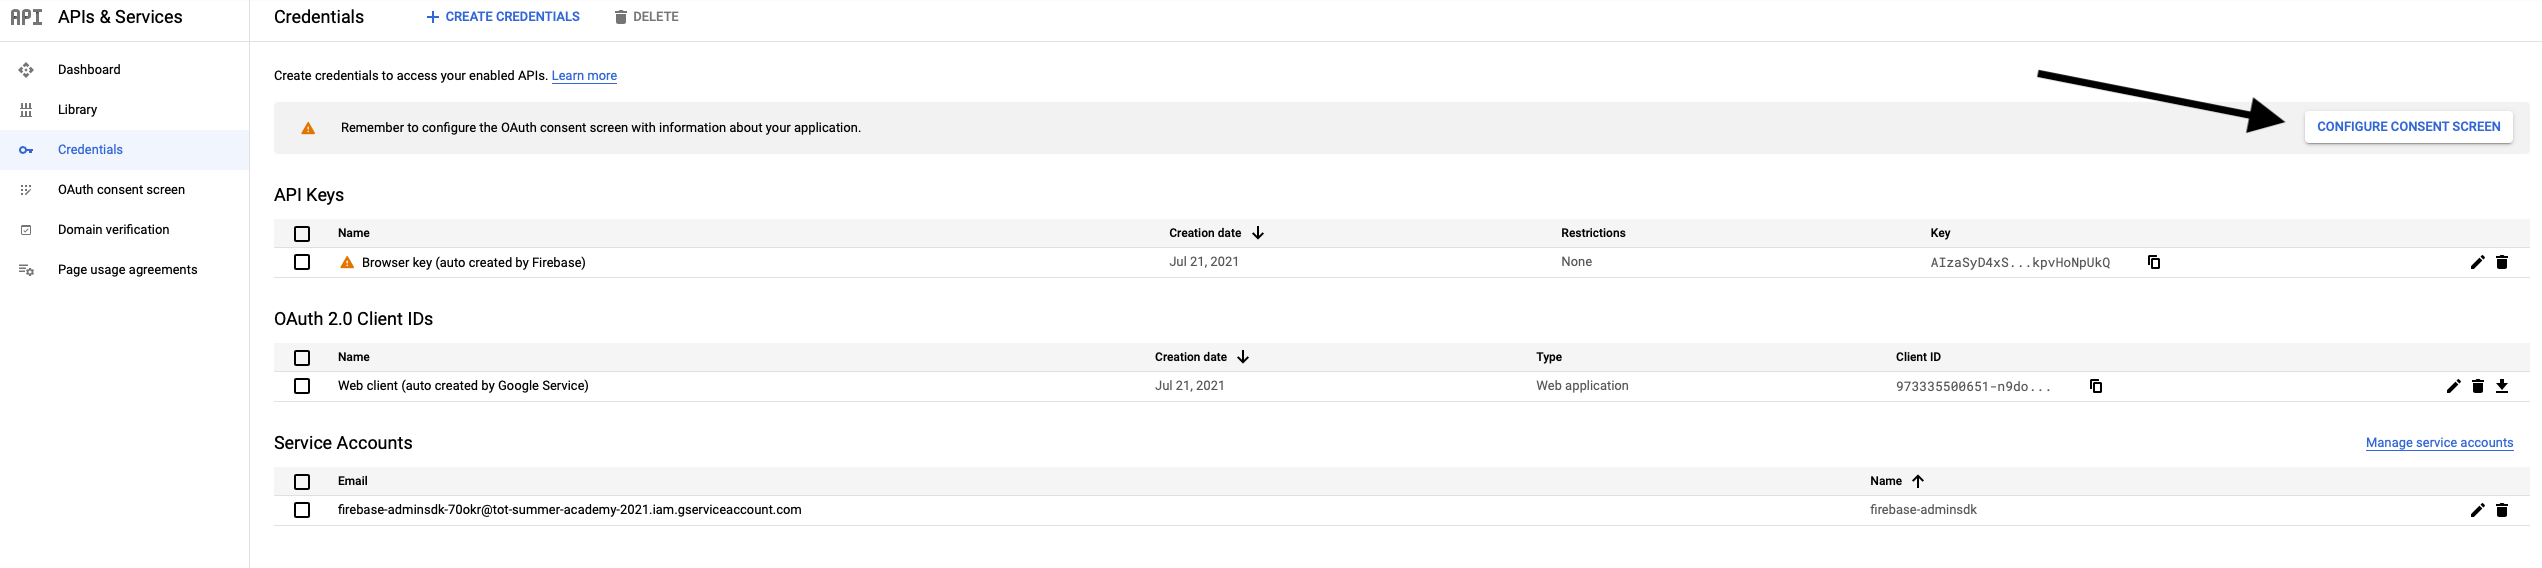 API APIs & Services
Credentials
CREATE CREDENTIALS
DELETE
Dashboard
Library
Credentials
OAuth consent screen
Domain verification
Page usage agreements
Create credentials to access your enabled APIs. Learn more
Remember to configure the OAuth consent screen with information about your application.
CONFIGURE CONSENT SCREEN
API Keys
Name Creation date Restrictions Key
Browser key (auto created by Firebase) Jul 21, 2021 None AIzaSyD4xS...kpvHoNpUkQ
OAuth 2.0 Client IDs
Name Creation date Type Client ID
Web client (auto created by Google Service) Jul 21, 2021 Web application 973335500651-n9do...
Service Accounts
Manage service accounts
Email Name
firebase-adminsdk-70okr@tot-summer-academy-2021.iam.gserviceaccount.com firebase-adminsdk